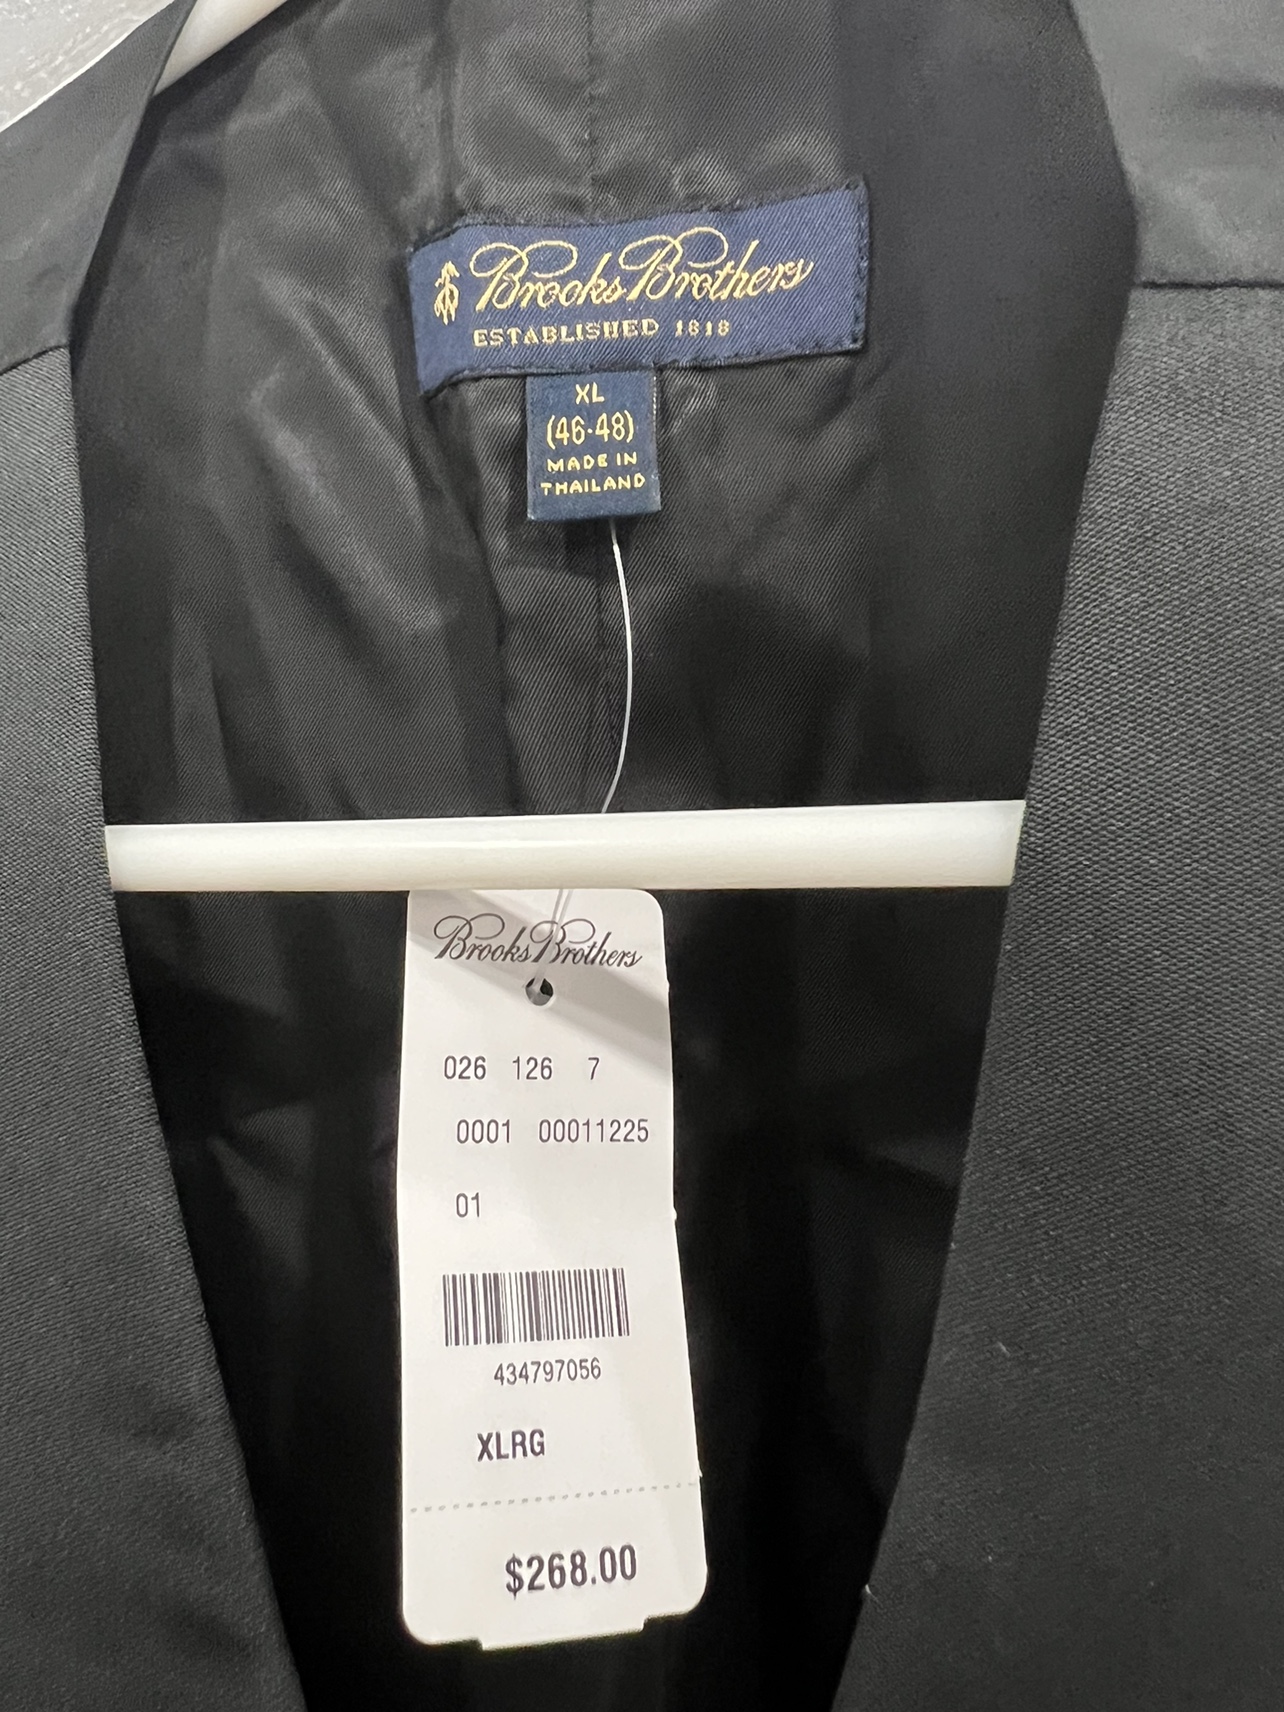 Brooks Brothers
ESTABLISHED 1818
XL
(46-48)
MADE IN
THAILAND
Brooks Brothers
026 126 7
0001 00011225
01
434797056
XLRG
$268.00